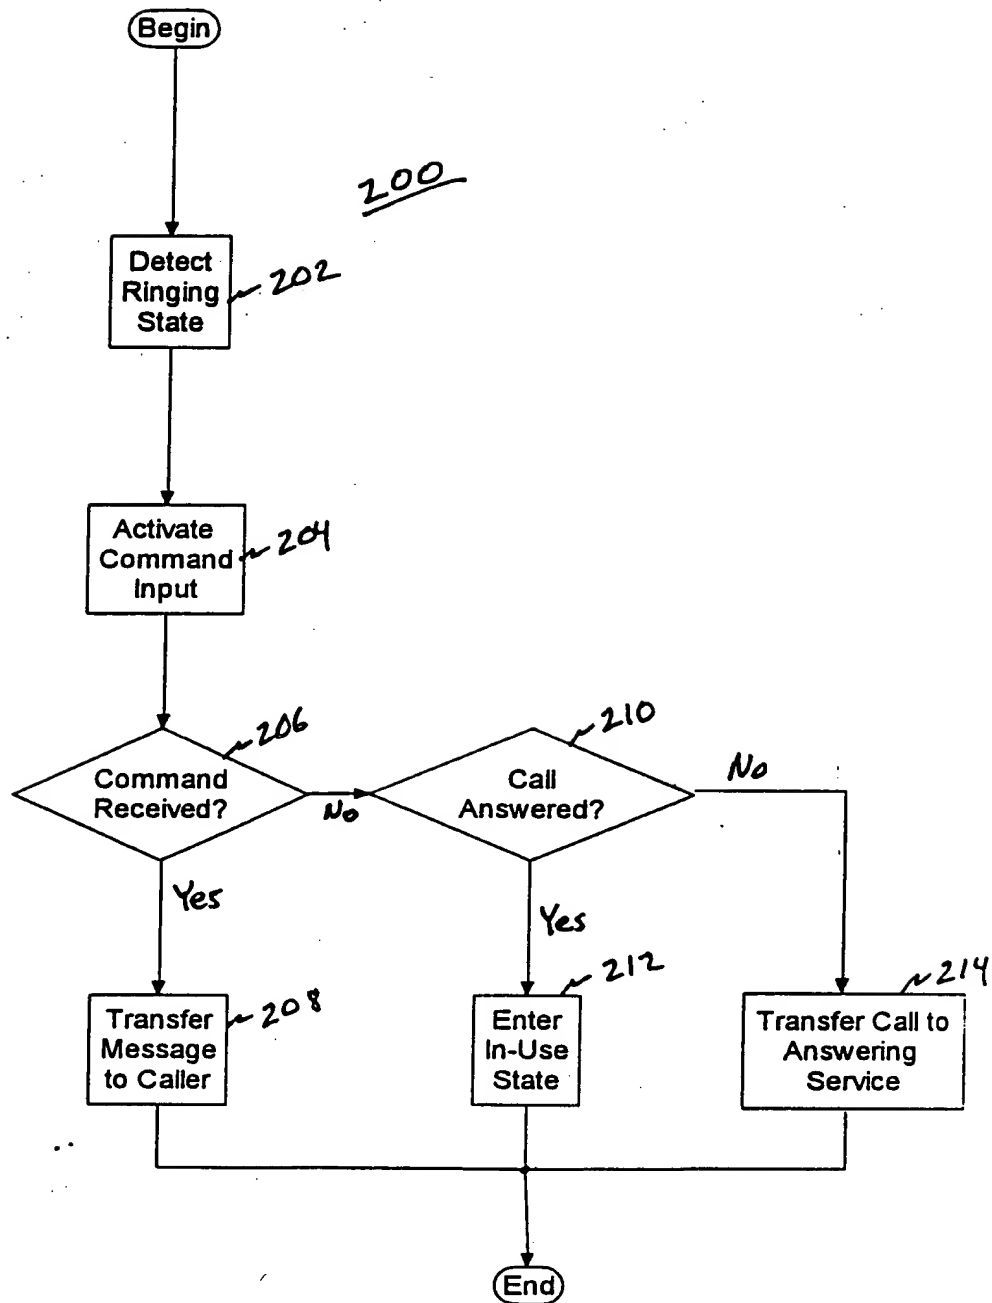 Begin
200
Detect
Ringing
State
202
Activate
Command
Input
204
Command
Received?
206
No
Call
Answered?
210
No
Yes
Yes
Transfer
Message
to Caller
208
Enter
In-Use
State
212
Transfer Call to
Answering
Service
214
End